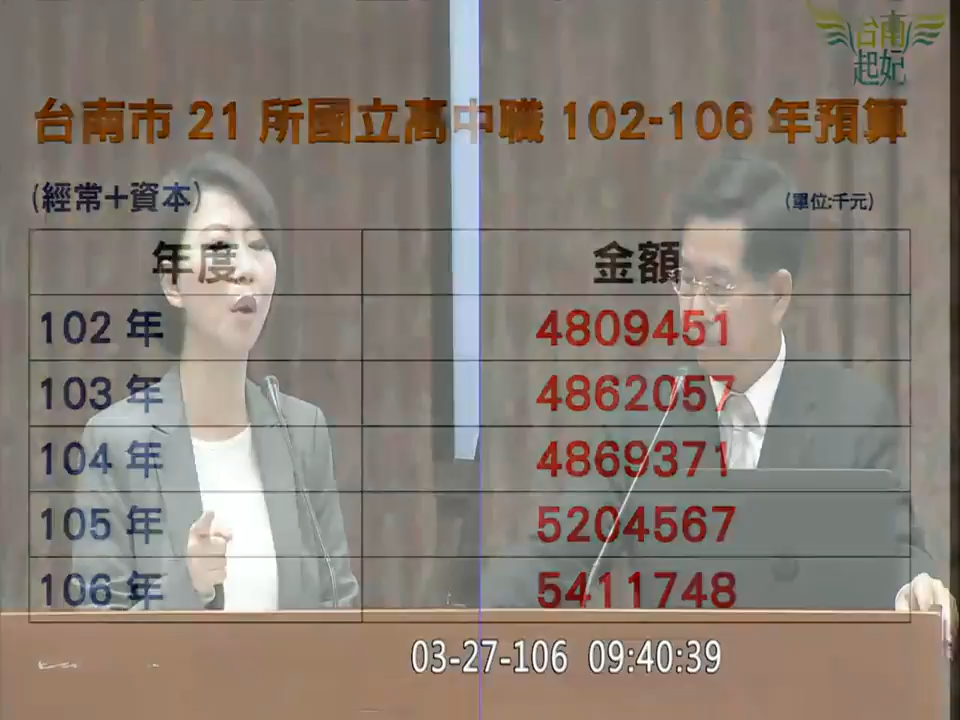 台南
起妃
台南市 21 所國立高中職 102-106 年預算
(經常+資本)
(單位:千元)
年度 金額
102 年 4809451
103 年 4862057
104 年 4869371
105 年 5204567
106 年 5411748
03-27-106 09:40:39